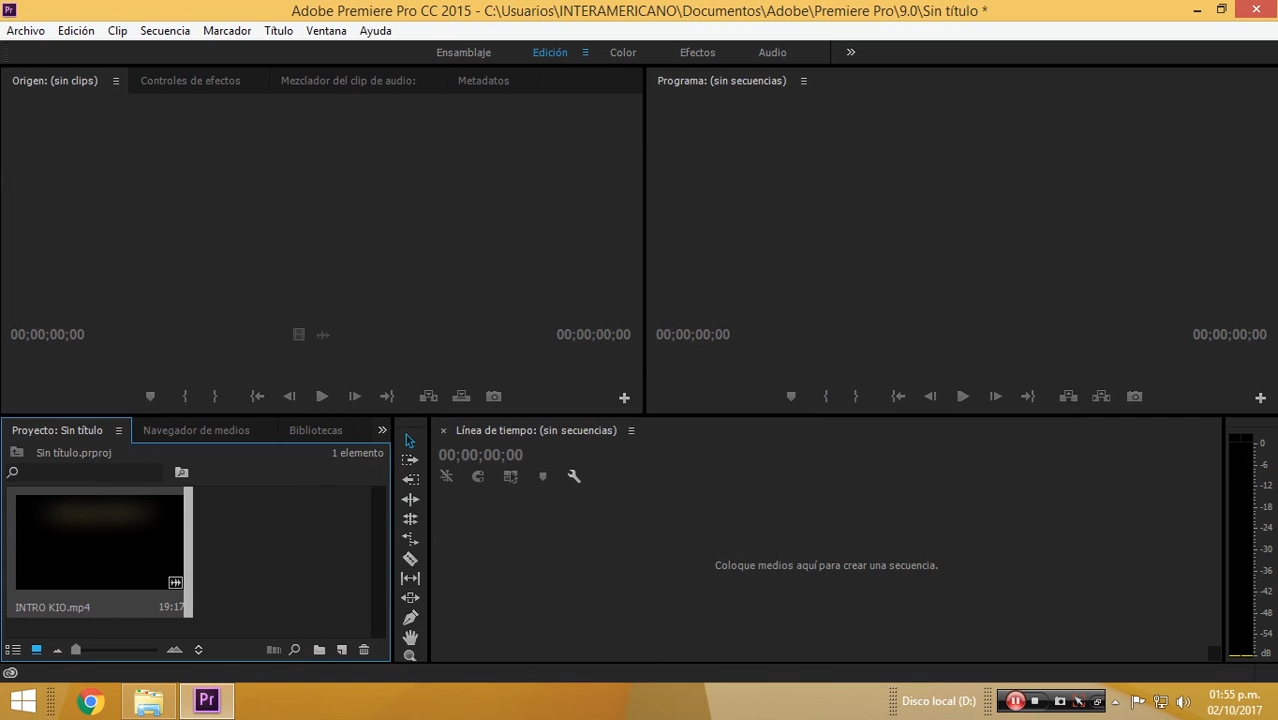 Adobe Premiere Pro CC 2015 - C:\Usuarios\INTERAMERICANO\Documentos\Adobe\Premiere Pro\9.0\Sin título *
Archivo Edición Clip Secuencia Marcador Título Ventana Ayuda
Ensamblaje Edición Color Efectos Audio
Origen: (sin clips) Controles de efectos Mezclador del clip de audio: Metadatos
Programa: (sin secuencias)
00;00;00;00 00;00;00;00
00;00;00;00 00;00;00;00
Proyecto: Sin título Navegador de medios Bibliotecas
Sin título.prproj 1 elemento
INTRO KIO.mp4 19:17
Línea de tiempo: (sin secuencias)
00;00;00;00
Coloque medios aquí para crear una secuencia.
0
-6
-12
-18
-24
-30
-36
-42
-48
-54
dB
Pr
Disco local (D:)
01:55 p.m.
02/10/2017